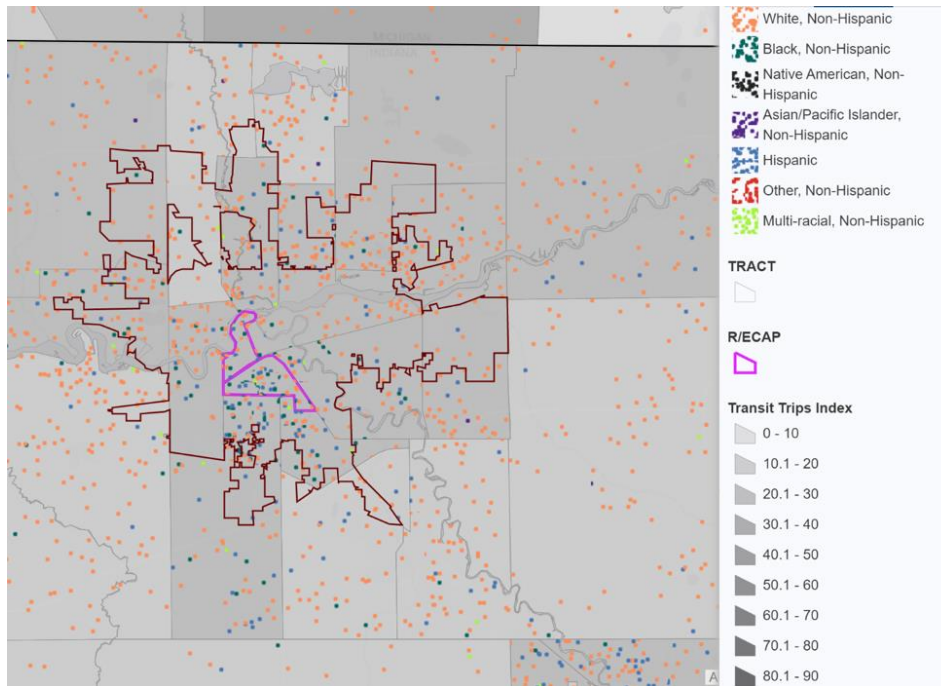 MICHIGAN
INDIANA
White, Non-Hispanic
Black, Non-Hispanic
Native American, Non-
Hispanic
Asian/Pacific Islander,
Non-Hispanic
Hispanic
Other, Non-Hispanic
Multi-racial, Non-Hispanic
TRACT
R/ECAP
Transit Trips Index
0 - 10
10.1 - 20
20.1 - 30
30.1 - 40
40.1 - 50
50.1 - 60
60.1 - 70
70.1 - 80
80.1 - 90
A